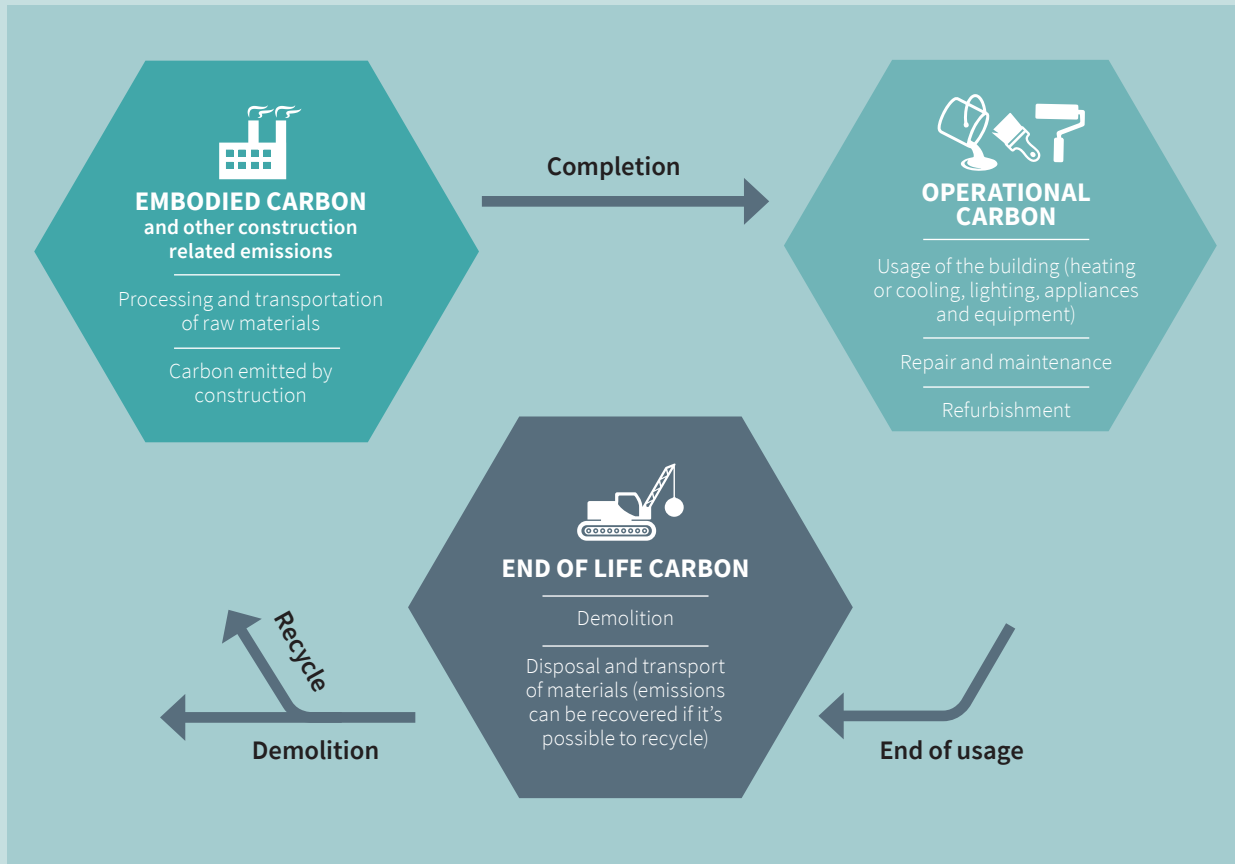 EMBODIED CARBON
and other construction
related emissions
Processing and transportation
of raw materials
Carbon emitted by
construction
Completion
OPERATIONAL
CARBON
Usage of the building (heating
or cooling, lighting, appliances
and equipment)
Repair and maintenance
Refurbishment
End of usage
END OF LIFE CARBON
Demolition
Disposal and transport
of materials (emissions
can be recovered if it's
possible to recycle)
Recycle
Demolition